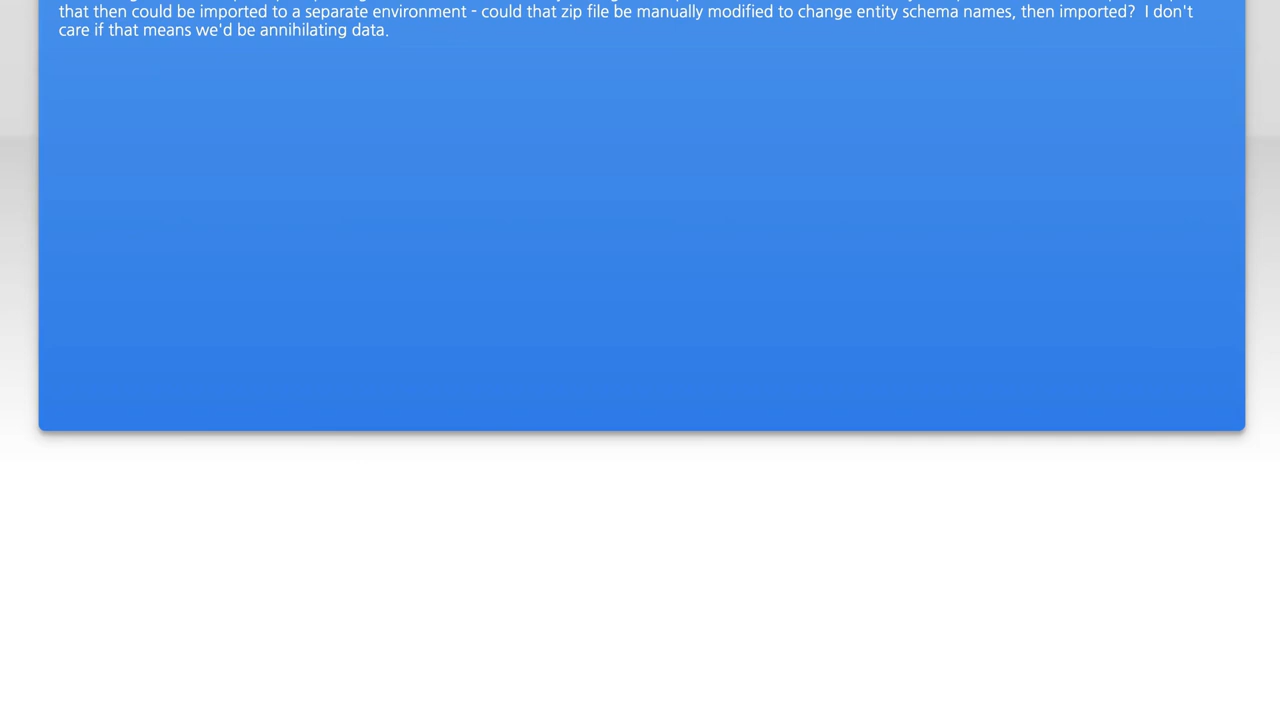 that then could be imported to a separate environment - could that zip file be manually modified to change entity schema names, then imported?  I don't
care if that means we'd be annihilating data.